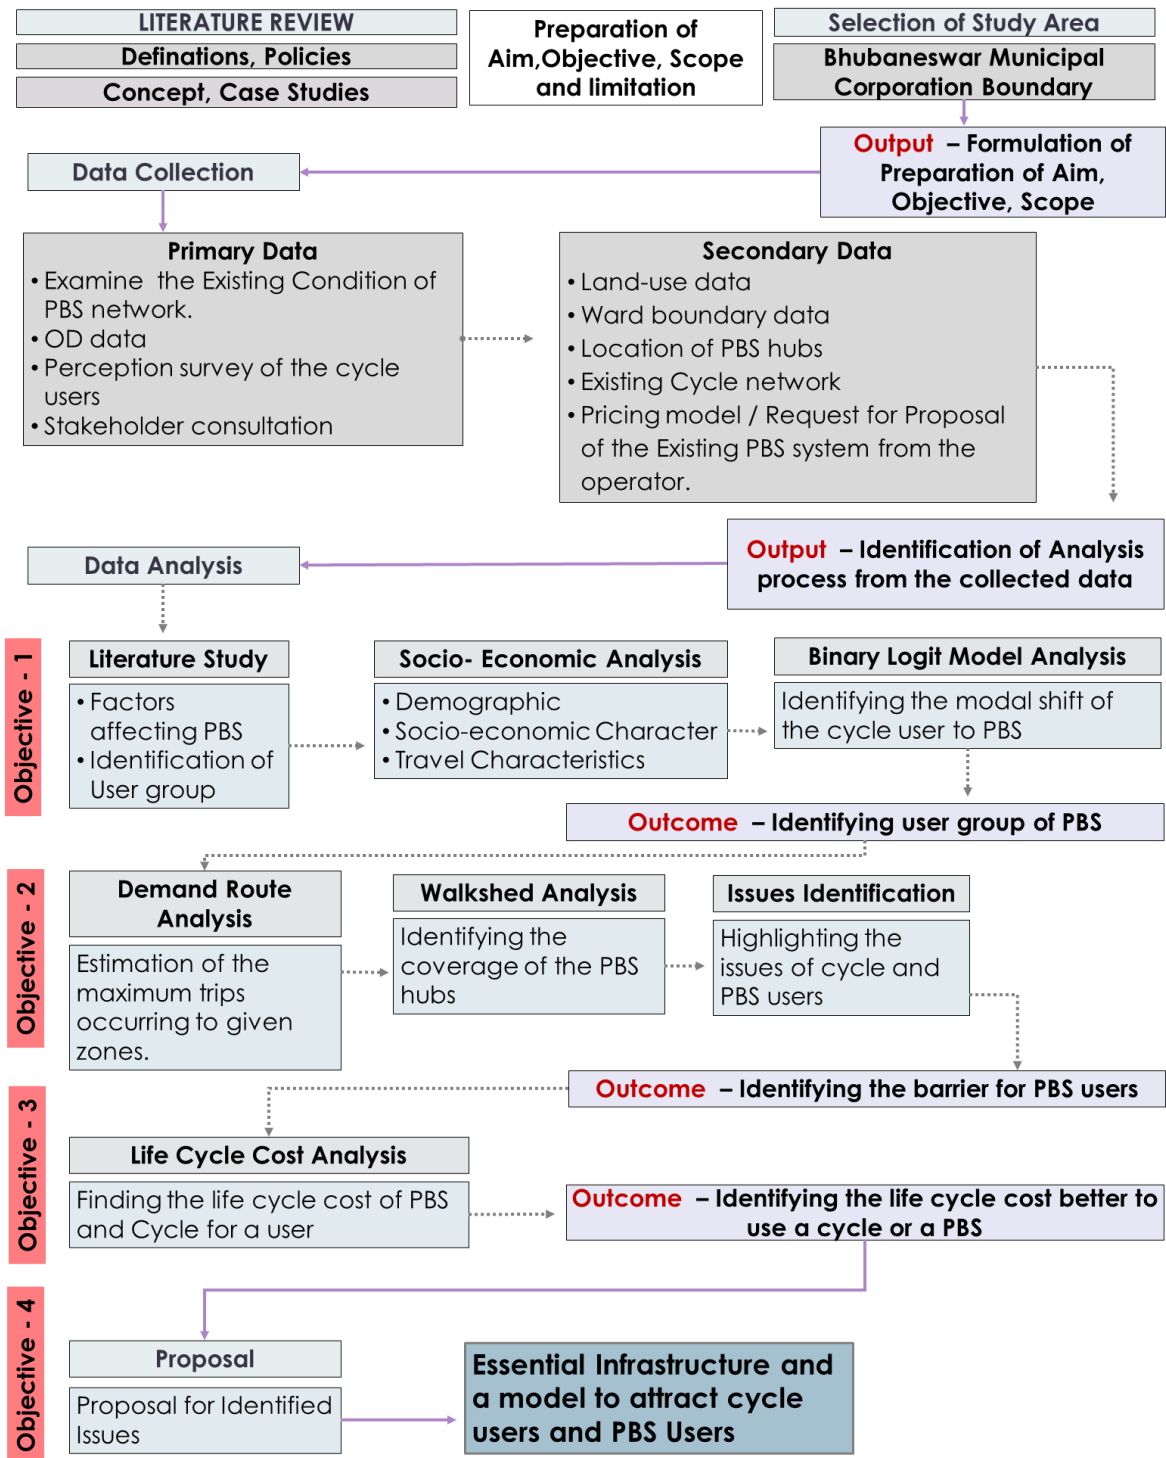 LITERATURE REVIEW
Definations, Policies
Concept, Case Studies
Preparation of
Aim,Objective, Scope
and limitation
Selection of Study Area
Bhubaneswar Municipal
Corporation Boundary
Output – Formulation of
Preparation of Aim,
Objective, Scope
Data Collection
Primary Data
• Examine the Existing Condition of
PBS network.
• OD data
• Perception survey of the cycle
users
• Stakeholder consultation
Secondary Data
• Land-use data
• Ward boundary data
• Location of PBS hubs
• Existing Cycle network
• Pricing model / Request for Proposal
of the Existing PBS system from the
operator.
Output – Identification of Analysis
process from the collected data
Data Analysis
Objective - 1
Literature Study
• Factors
affecting PBS
• Identification of
User group
Socio- Economic Analysis
• Demographic
• Socio-economic Character
• Travel Characteristics
Binary Logit Model Analysis
Identifying the modal shift of
the cycle user to PBS
Outcome – Identifying user group of PBS
Objective - 2
Demand Route
Analysis
Estimation of the
maximum trips
occurring to given
zones.
Walkshed Analysis
Identifying the
coverage of the PBS
hubs
Issues Identification
Highlighting the
issues of cycle and
PBS users
Outcome – Identifying the barrier for PBS users
Objective - 3
Life Cycle Cost Analysis
Finding the life cycle cost of PBS
and Cycle for a user
Outcome – Identifying the life cycle cost better to
use a cycle or a PBS
Objective - 4
Proposal
Proposal for Identified
Issues
Essential Infrastructure and
a model to attract cycle
users and PBS Users